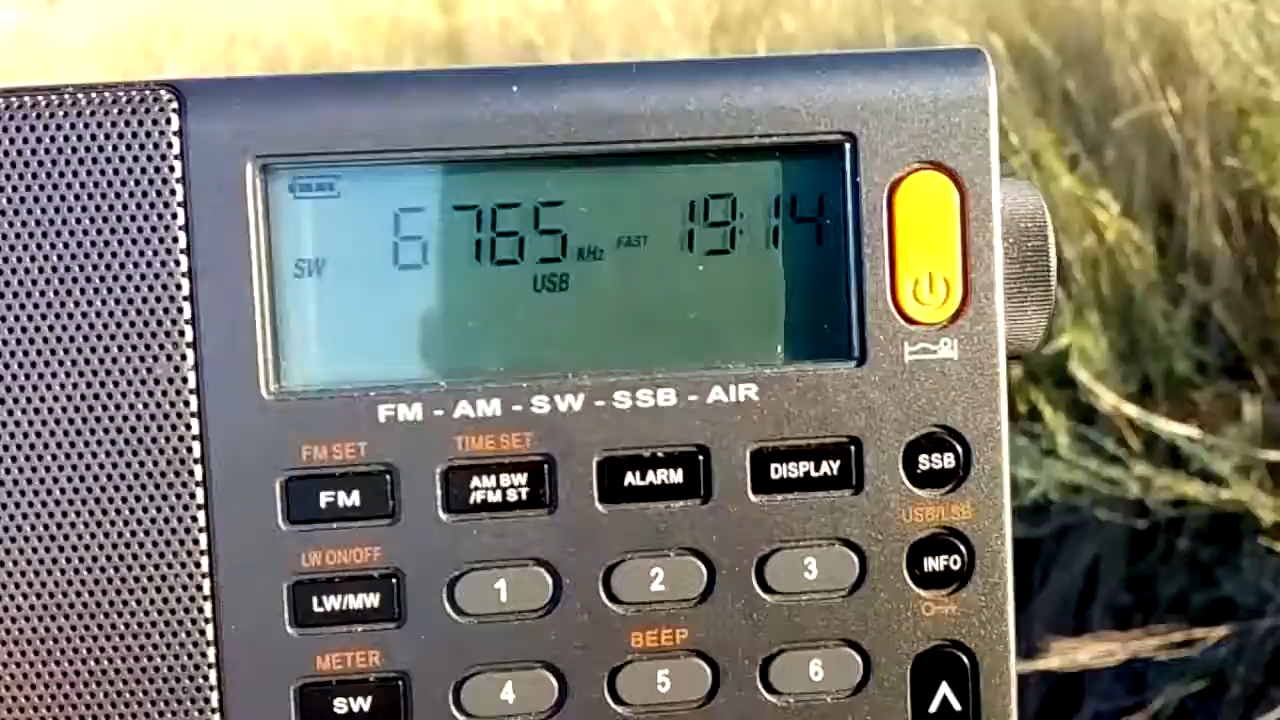 6 765 KHz FAST 19:14
SW
USB
FM - AM - SW - SSB - AIR
FM SET TIME SET
FM AM BW /FM ST ALARM DISPLAY SSB
USB/LSB
LW ON/OFF
LW/MW 1 2 3 INFO
METER BEEP
SW 4 5 6